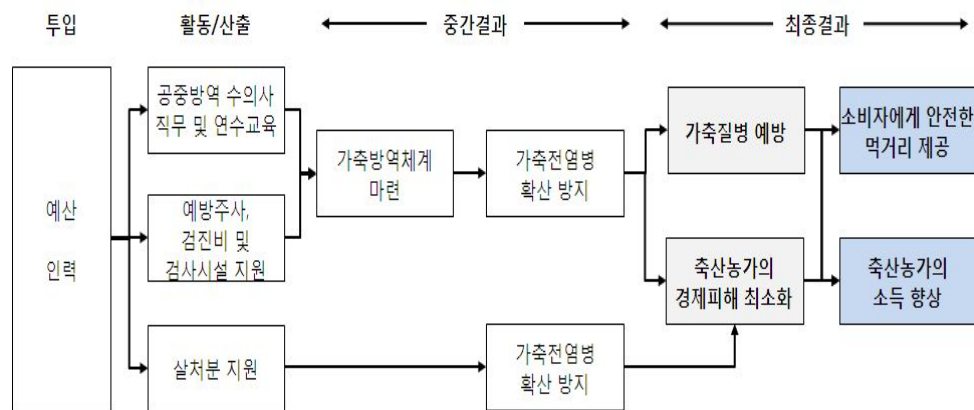 투입
활동/산출
중간결과
최종결과
예산
인력
공중방역 수의사
직무 및 연수교육
예방주사,
검진비 및
검사시설 지원
살처분 지원
가축방역체계
마련
가축전염병
확산 방지
가축전염병
확산 방지
가축질병 예방
축산농가의
경제피해 최소화
소비자에게 안전한
먹거리 제공
축산농가의
소득 향상